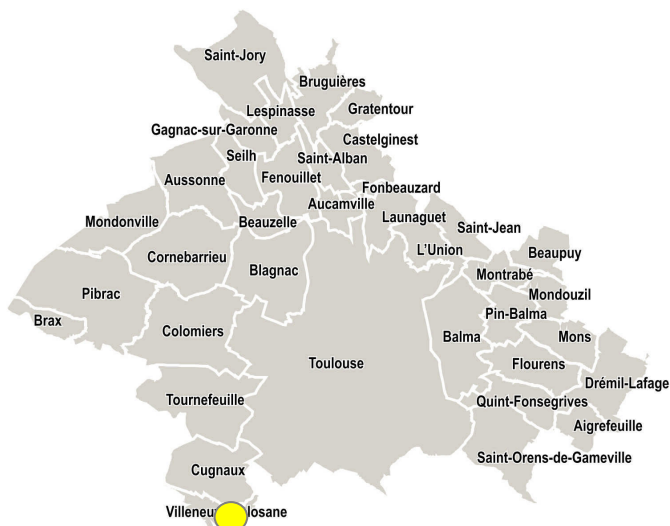 Saint-Jory
Bruguières
Lespinasse
Gratentour
Gagnac-sur-Garonne
Castelginest
Seilh
Saint-Alban
Aussonne
Fenouillet
Fonbeauzard
Aucamville
Mondonville
Beauzelle
Launaguet
Saint-Jean
L'Union
Beaupuy
Cornebarrieu
Blagnac
Montrabé
Pibrac
Mondouzil
Pin-Balma
Brax
Colomiers
Balma
Mons
Toulouse
Flourens
Drémil-Lafage
Tournefeuille
Quint-Fonsegrives
Aigrefeuille
Saint-Orens-de-Gameville
Cugnaux